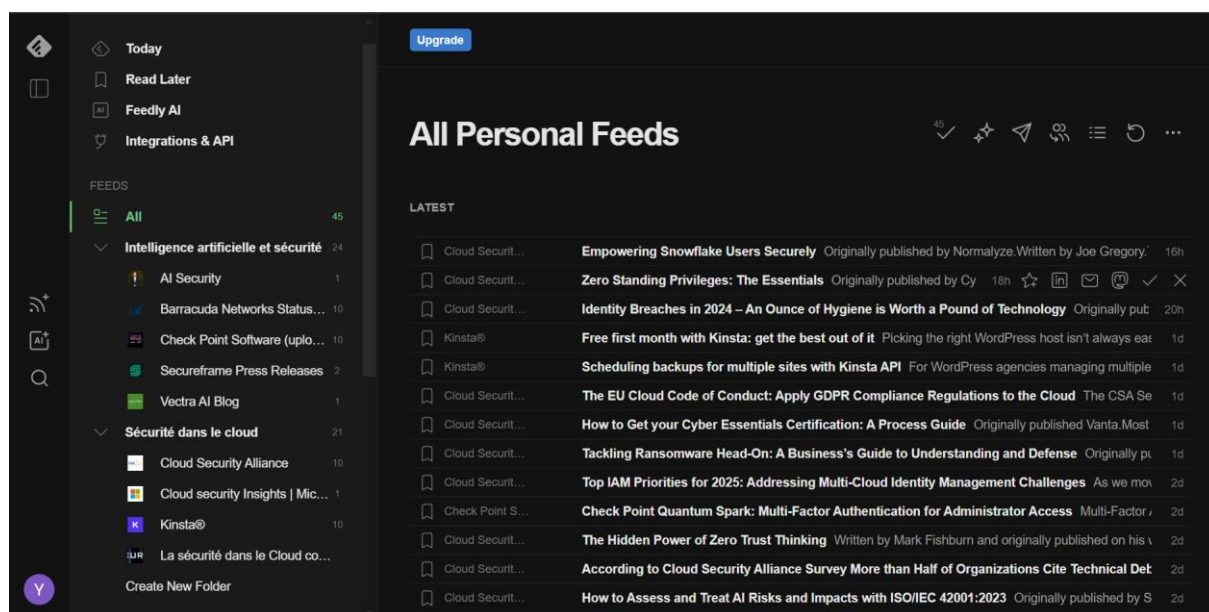 Today
Read Later
AI Feedly AI
Integrations & API
FEEDS
All 45
Intelligence artificielle et sécurité 24
AI Security 1
Barracuda Networks Status... 10
Check Point Software (uplo... 10
Secureframe Press Releases 2
Vectra AI Blog 1
Sécurité dans le cloud 21
Cloud Security Alliance 10
Cloud security Insights | Mic... 1
K Kinsta® 10
La sécurité dans le Cloud co...
Create New Folder
AI
Y
Upgrade
All Personal Feeds
45
LATEST
Cloud Securit... Empowering Snowflake Users Securely Originally published by Normalyze.Written by Joe Gregory. 16h
Cloud Securit... Zero Standing Privileges: The Essentials Originally published by Cy 18h in
Cloud Securit... Identity Breaches in 2024 – An Ounce of Hygiene is Worth a Pound of Technology Originally put 20h
Kinsta® Free first month with Kinsta: get the best out of it Picking the right WordPress host isn't always eas 1d
Kinsta® Scheduling backups for multiple sites with Kinsta API For WordPress agencies managing multiple 1d
Cloud Securit... The EU Cloud Code of Conduct: Apply GDPR Compliance Regulations to the Cloud The CSA Se 1d
Cloud Securit... How to Get your Cyber Essentials Certification: A Process Guide Originally published Vanta.Most 1d
Cloud Securit... Tackling Ransomware Head-On: A Business's Guide to Understanding and Defense Originally 1d
Cloud Securit... Top IAM Priorities for 2025: Addressing Multi-Cloud Identity Management Challenges As we mov 2d
Check Point S... Check Point Quantum Spark: Multi-Factor Authentication for Administrator Access Multi-Factor 2d
Cloud Securit... The Hidden Power of Zero Trust Thinking Written by Mark Fishburn and originally published on his 2d
Cloud Securit... According to Cloud Security Alliance Survey More than Half of Organizations Cite Technical 2d
Cloud Securit... How to Assess and Treat AI Risks and Impacts with ISO/IEC 42001:2023 Originally published by S 2d